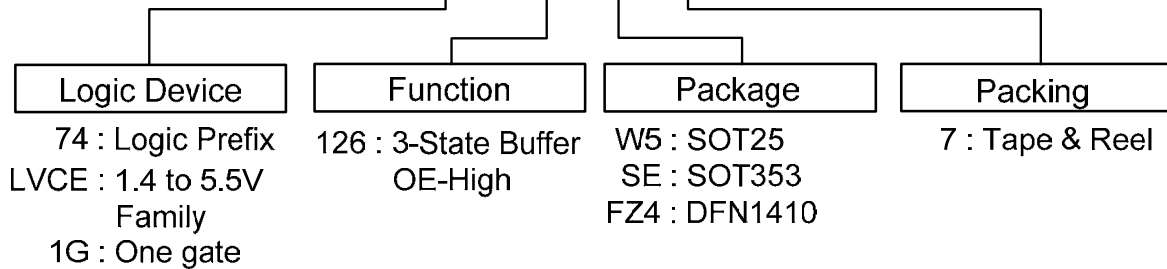 Logic Device
74 : Logic Prefix
LVCE : 1.4 to 5.5V
Family
1G : One gate
Function
126 : 3-State Buffer
OE-High
Package
W5 : SOT25
SE : SOT353
FZ4 : DFN1410
Packing
7 : Tape & Reel